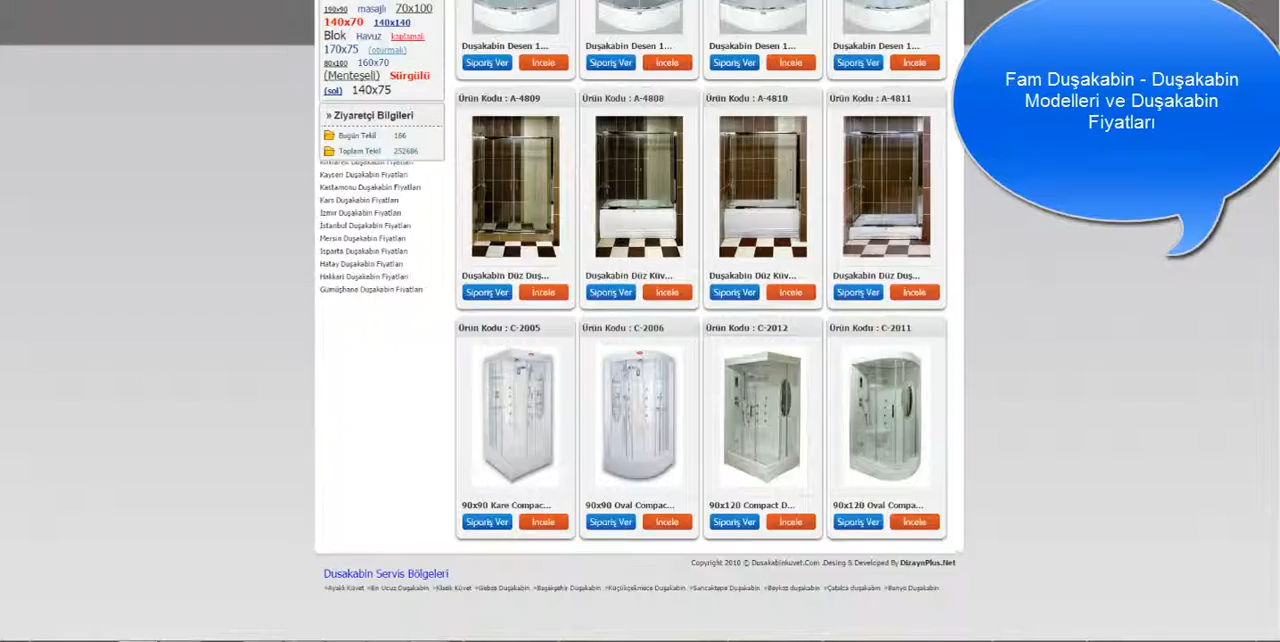 190x90 masajlı 70x100
140x70 140x140
Blok Havuz kaplamalı
170x75 (oturmalı)
80x100 160x70
(Menteşeli) Sürgülü
(sol) 140x75
» Ziyaretçi Bilgileri
Bugün Tekil 166
Toplam Tekil 252686
Kırklareli Duşakabin Fiyatları
Kayseri Duşakabin Fiyatları
Kastamonu Duşakabin Fiyatları
Kars Duşakabin Fiyatları
İzmir Duşakabin Fiyatları
İstanbul Duşakabin Fiyatları
Mersin Duşakabin Fiyatları
Isparta Duşakabin Fiyatları
Hatay Duşakabin Fiyatları
Hakkari Duşakabin Fiyatları
Gümüşhane Duşakabin Fiyatları
Duşakabin Desen 1... Duşakabin Desen 1... Duşakabin Desen 1... Duşakabin Desen 1...
Sipariş Ver İncele Sipariş Ver İncele Sipariş Ver İncele Sipariş Ver İncele
Ürün Kodu : A-4809 Ürün Kodu : A-4808 Ürün Kodu : A-4810 Ürün Kodu : A-4811
Duşakabin Düz Duş... Duşakabin Düz Küv... Duşakabin Düz Küv... Duşakabin Düz Duş...
Sipariş Ver İncele Sipariş Ver İncele Sipariş Ver İncele Sipariş Ver İncele
Ürün Kodu : C-2005 Ürün Kodu : C-2006 Ürün Kodu : C-2012 Ürün Kodu : C-2011
90x90 Kare Compac... 90x90 Oval Compac... 90x120 Compact D... 90x120 Oval Compa...
Sipariş Ver İncele Sipariş Ver İncele Sipariş Ver İncele Sipariş Ver İncele
Fam Duşakabin - Duşakabin
Modelleri ve Duşakabin
Fiyatları
Copyright 2010 © Dusakabinkuvet.Com .Desing & Developed By DizaynPlus.Net
Dusakabin Servis Bölgeleri
»Ayaklı Küvet »En Ucuz Duşakabin »Klasik Küvet »Gebze Duşakabin »Başakşehir Duşakabin »Küçükçekmece Duşakabin »Sancaktepe Duşakabin »Beykoz duşakabin »Çatalca duşakabin »Banyo Duşakabin